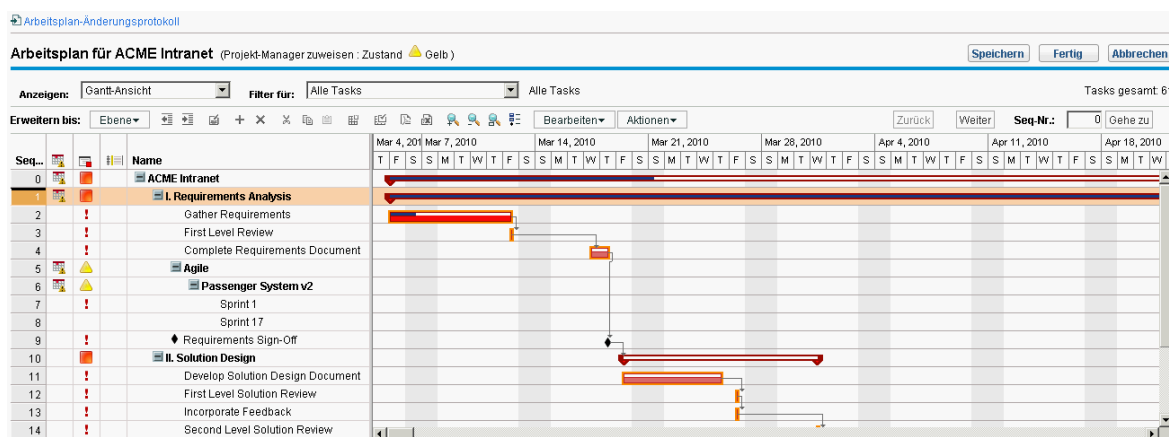 Arbeitsplan-Änderungsprotokoll
Arbeitsplan für ACME Intranet (Projekt-Manager zuweisen : Zustand Gelb )
Speichern Fertig Abbrechen
Anzeigen: Gantt-Ansicht Filter für: Alle Tasks Alle Tasks Tasks gesamt: 6
Erweitern bis: Ebene Bearbeiten Aktionen Zurück Weiter Seq-Nr.: 0 Gehe zu
Mar 4, 201 Mar 7, 2010 Mar 14, 2010 Mar 21, 2010 Mar 28, 2010 Apr 4, 2010 Apr 11, 2010 Apr 18, 2010
Seq... Name T F S S M T W T F S S M T W T F S S M T W T F S S M T W T F S S M T W T F S S M T W T F S S M T W
0 ACME Intranet
1 I. Requirements Analysis
2 ! Gather Requirements
3 ! First Level Review
4 ! Complete Requirements Document
5 Agile
6 Passenger System v2
7 ! Sprint 1
8 Sprint 17
9 ! Requirements Sign-Off
10 II. Solution Design
11 ! Develop Solution Design Document
12 ! First Level Solution Review
13 ! Incorporate Feedback
14 ! Second Level Solution Review